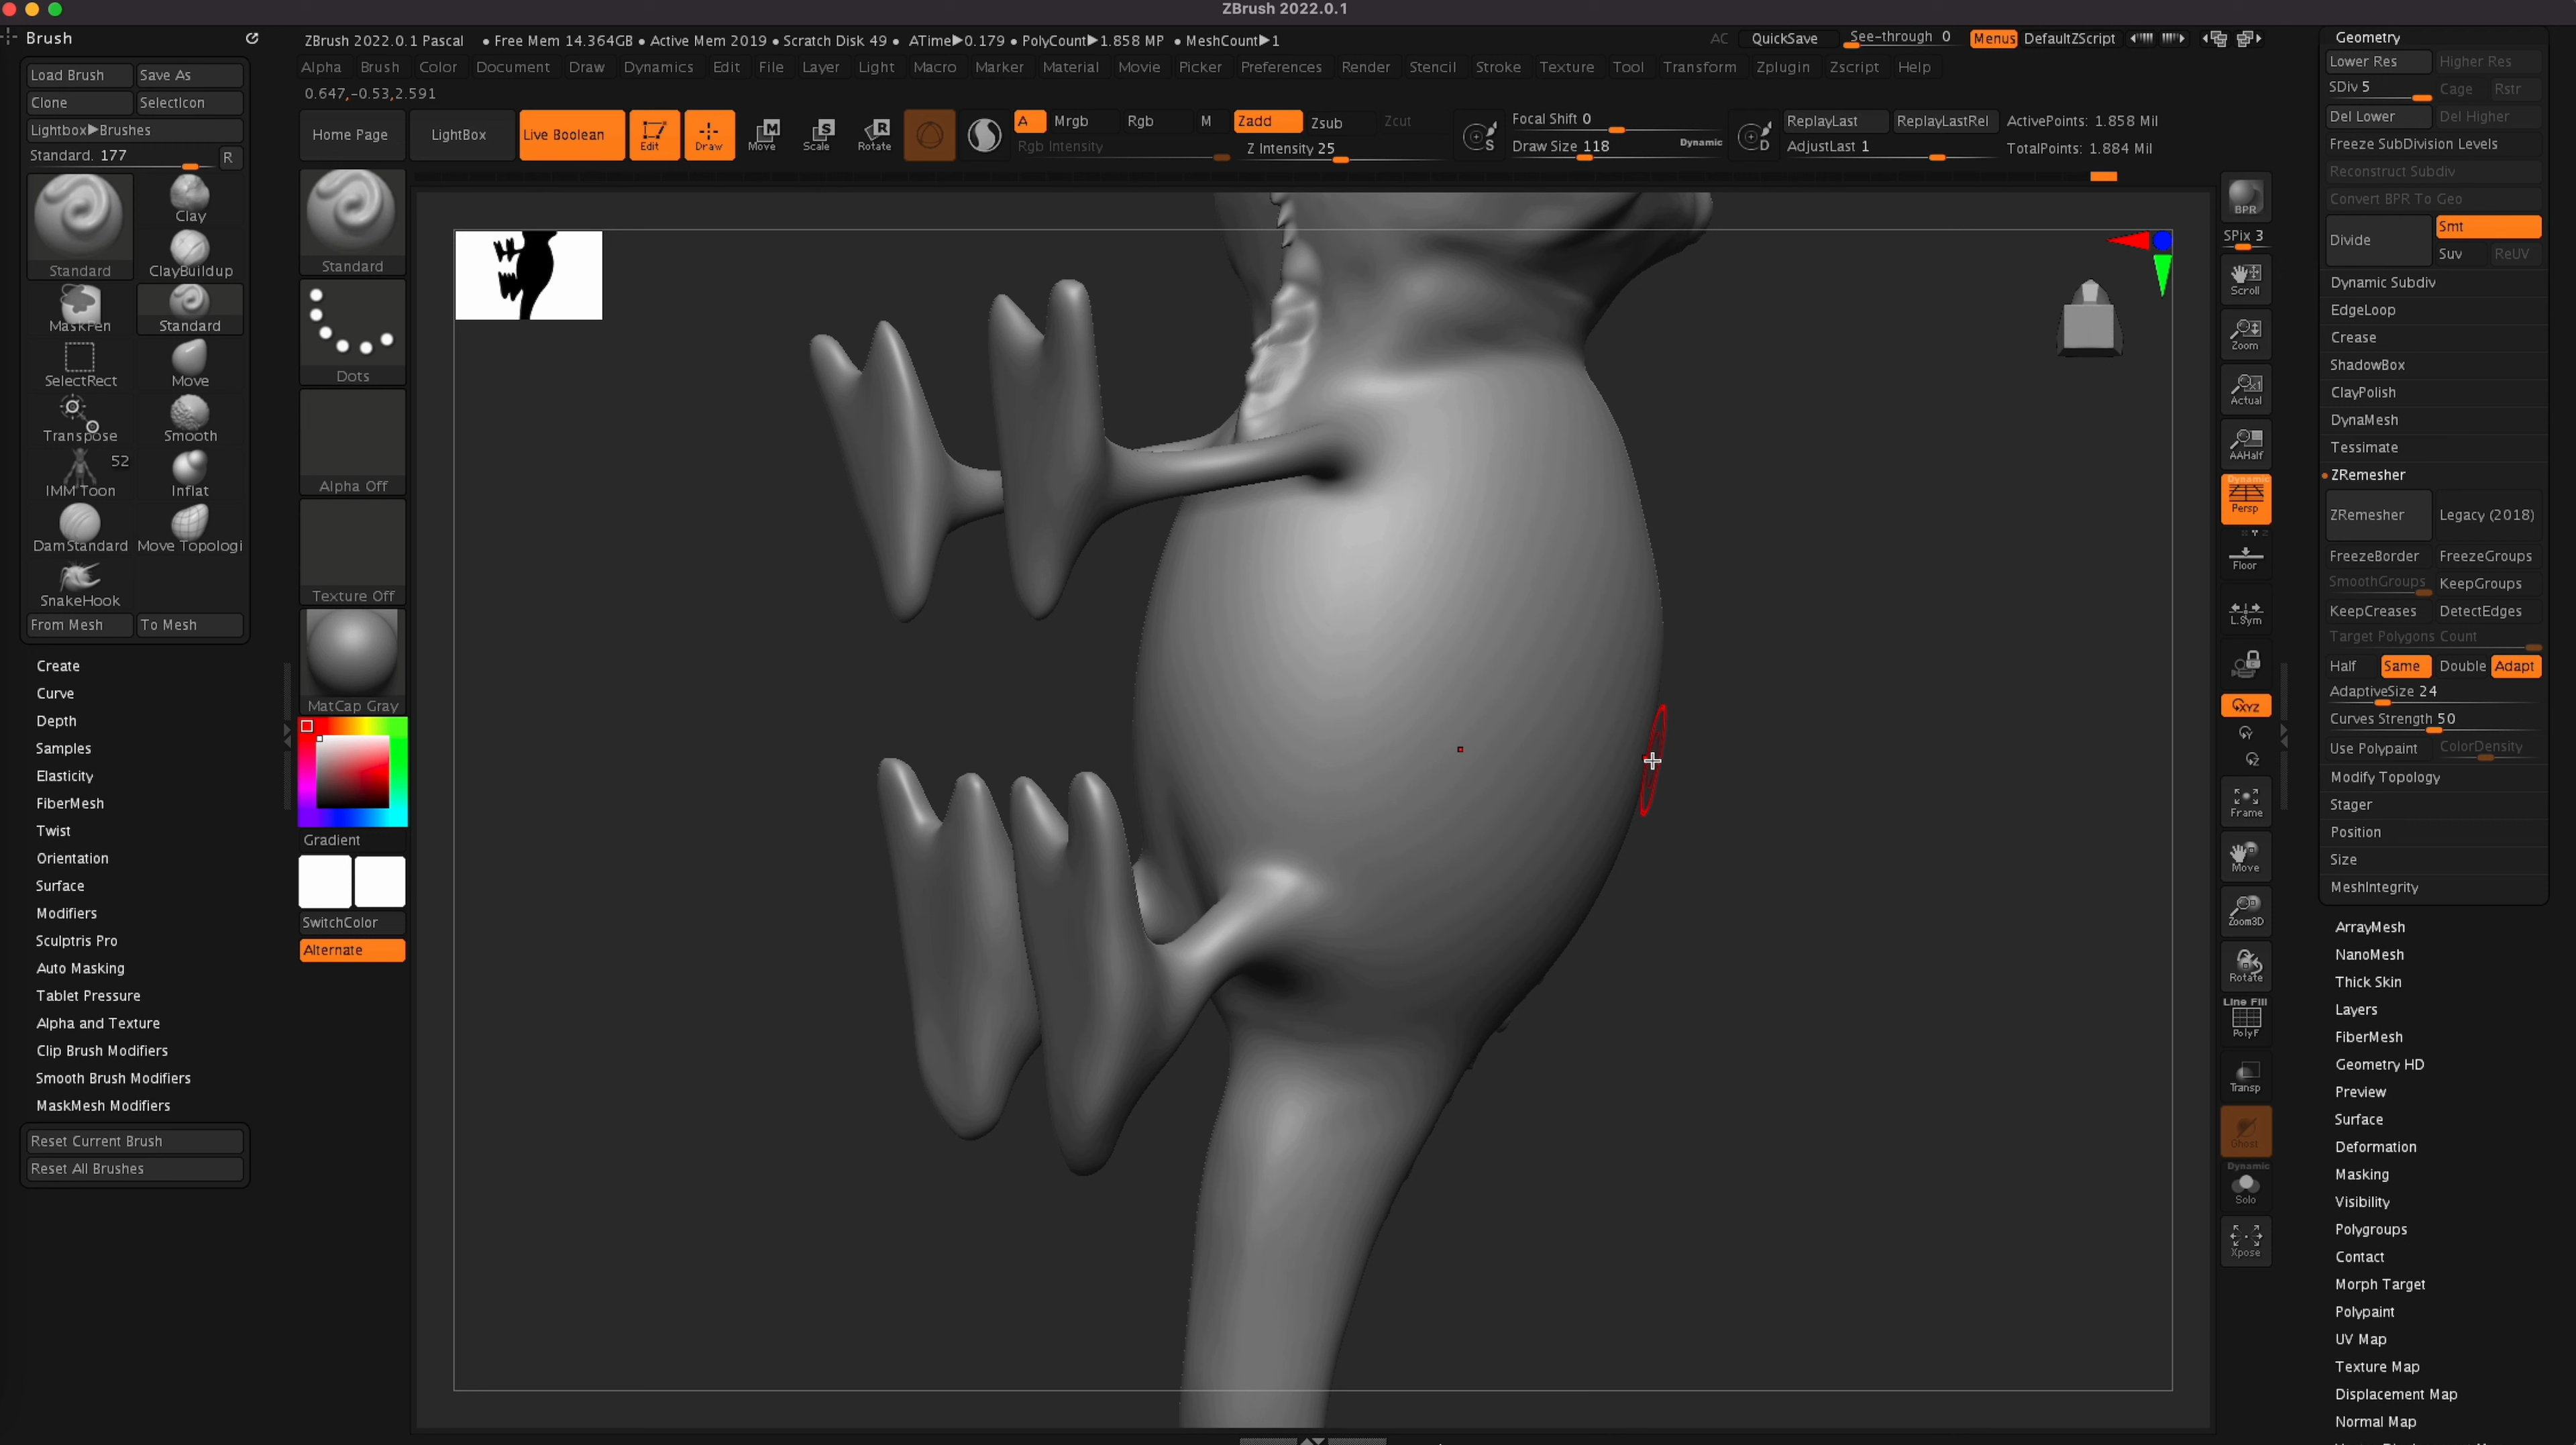 ZBrush 2022.0.1
Brush
Load Brush
Save As
Clone
SelectIcon
Lightbox▶Brushes
Standard. 177
R
Standard
Clay
ClayBuildup
MaskPen
Standard
SelectRect
Move
Transpose
Smooth
52
IMM Toon
Inflat
DamStandard
Move Topologi
SnakeHook
From Mesh
To Mesh
Create
Curve
Depth
Samples
Elasticity
FiberMesh
Twist
Orientation
Surface
Modifiers
Sculptris Pro
Auto Masking
Tablet Pressure
Alpha and Texture
Clip Brush Modifiers
Smooth Brush Modifiers
MaskMesh Modifiers
Reset Current Brush
Reset All Brushes
ZBrush 2022.0.1 Pascal • Free Mem 14.364GB • Active Mem 2019 • Scratch Disk 49 • ATime▶0.179 • PolyCount▶1.858 MP • MeshCount▶1
AC QuickSave See-through 0 Menus DefaultZScript
Alpha Brush Color Document Draw Dynamics Edit File Layer Light Macro Marker Material Movie Picker Preferences Render Stencil Stroke Texture Tool Transform Zplugin Zscript Help
0.647,-0.53,2.591
Home Page
LightBox
Live Boolean
Edit
Draw
Move
Scale
Rotate
A
Mrgb
Rgb
M
Rgb Intensity
Zadd
Zsub
Zcut
Z Intensity 25
S
Focal Shift 0
Draw Size 118
Dynamic
D
ReplayLast
ReplayLastRel
AdjustLast 1
ActivePoints: 1.858 Mil
TotalPoints: 1.884 Mil
Standard
Dots
Alpha Off
Texture Off
MatCap Gray
Gradient
SwitchColor
Alternate
BPR
SPix 3
Scroll
Zoom
Actual
AAHalf
Dynamic
Persp
Floor
L.Sym
XYZ
Y
Z
Frame
Move
Zoom3D
Rotate
Line Fill
PolyF
Transp
Ghost
Dynamic
Solo
Xpose
Geometry
Lower Res
Higher Res
SDiv 5
Cage
Rstr
Del Lower
Del Higher
Freeze SubDivision Levels
Reconstruct Subdiv
Convert BPR To Geo
Divide
Smt
Suv
ReUV
Dynamic Subdiv
EdgeLoop
Crease
ShadowBox
ClayPolish
DynaMesh
Tessimate
ZRemesher
ZRemesher
Legacy (2018)
FreezeBorder
FreezeGroups
SmoothGroups
KeepGroups
KeepCreases
DetectEdges
Target Polygons Count
Half
Same
Double
Adapt
AdaptiveSize 24
Curves Strength 50
Use Polypaint
ColorDensity
Modify Topology
Stager
Position
Size
MeshIntegrity
ArrayMesh
NanoMesh
Thick Skin
Layers
FiberMesh
Geometry HD
Preview
Surface
Deformation
Masking
Visibility
Polygroups
Contact
Morph Target
Polypaint
UV Map
Texture Map
Displacement Map
Normal Map